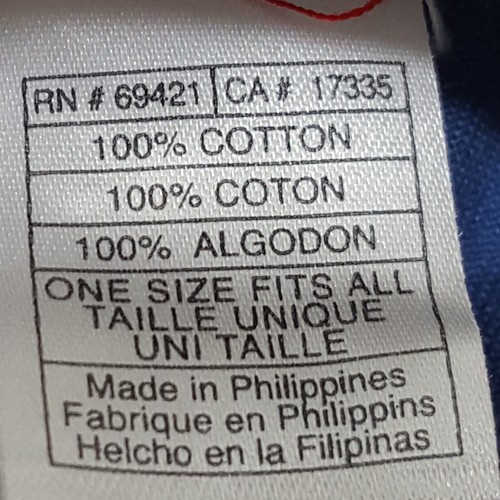 RN # 69421 CA # 17335
100% COTTON
100% COTON
100% ALGODON
ONE SIZE FITS ALL
TAILLE UNIQUE
UNI TAILLE
Made in Philippines
Fabrique en Philippins
Helcho en la Filipinas